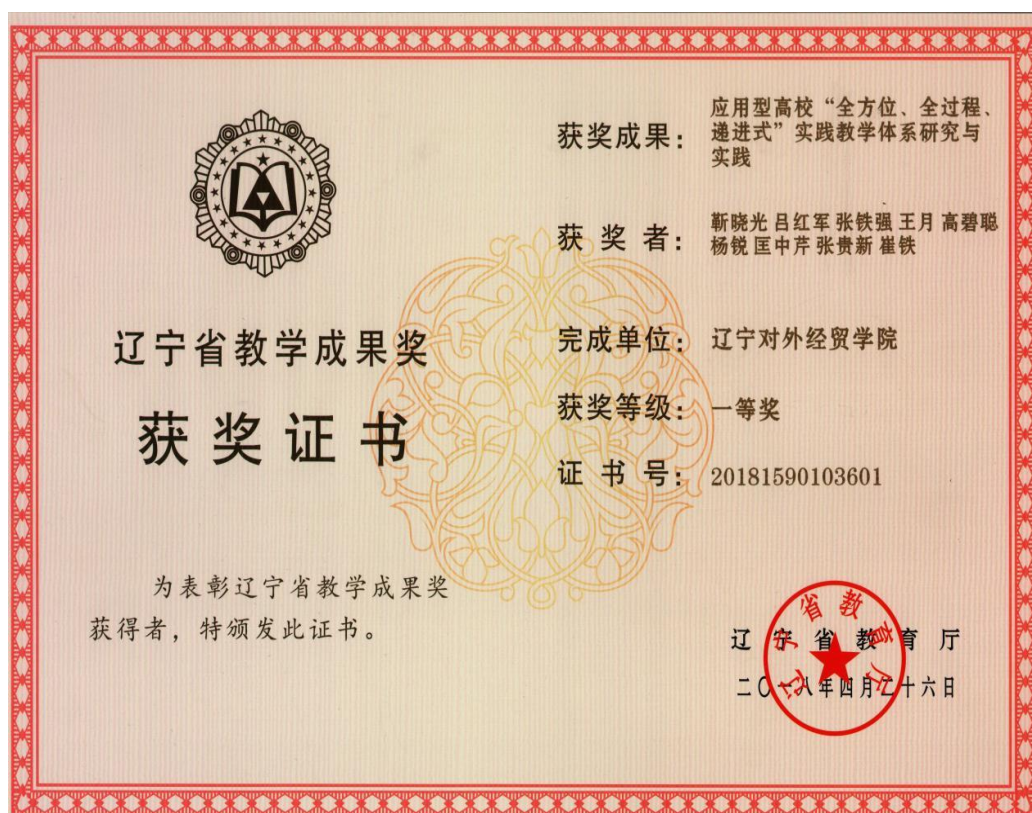 辽宁省教学成果奖
获奖证书
为表彰辽宁省教学成果奖
获得者，特颁发此证书。
获奖成果：
应用型高校“全方位、全过程、
递进式”实践教学体系研究与
实践
获奖者：
靳晓光 吕红军 张铁强 王月 高碧聪
杨锐 匡中芹 张贵新 崔铁
完成单位：辽宁对外经贸学院
获奖等级：一等奖
证书号：20181590103601
辽宁省教育厅
二〇一八年四月二十六日
辽宁省教育厅